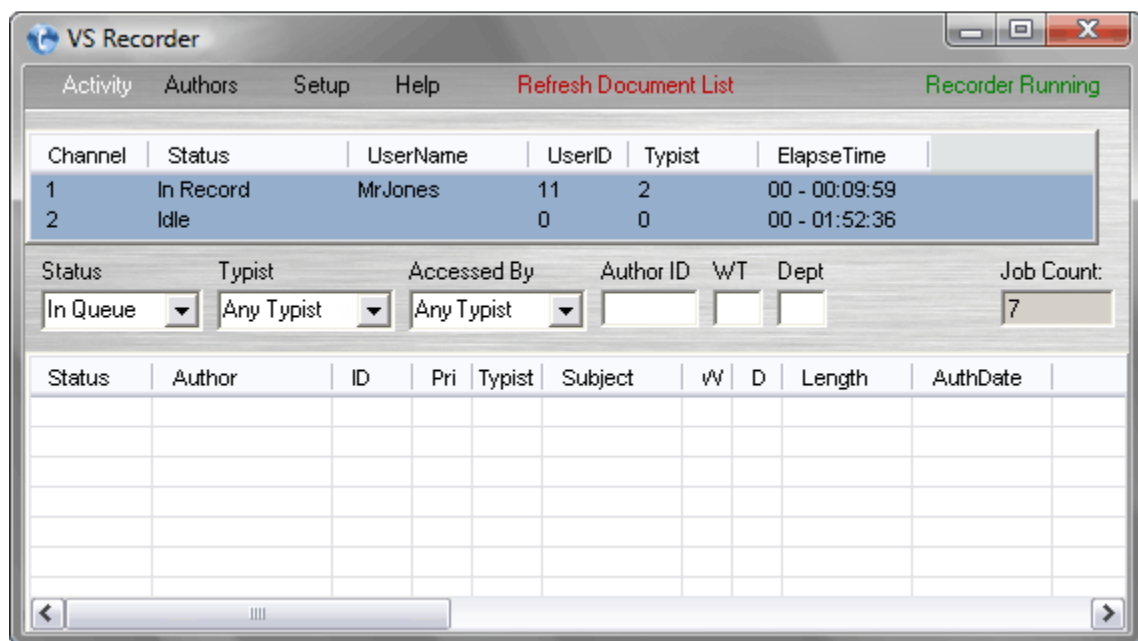 VS Recorder
Activity Authors Setup Help Refresh Document List Recorder Running
Channel Status UserName UserID Typist ElapseTime
1 In Record MrJones 11 2 00 - 00:09:59
2 Idle 0 0 00 - 01:52:36
Status Typist Accessed By Author ID WT Dept Job Count:
In Queue Any Typist Any Typist 7
Status Author ID Pri Typist Subject W D Length AuthDate